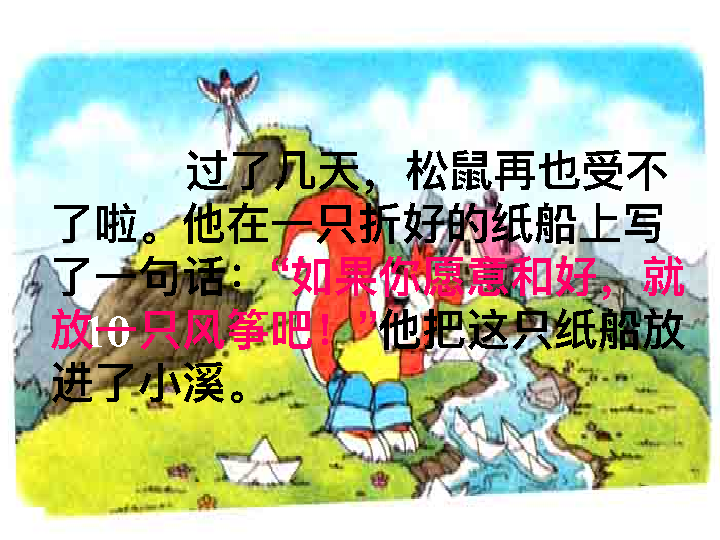 过了几天，松鼠再也受不
了啦。他在一只折好的纸船上写
了一句话：“如果你愿意和好，就
放一只风筝吧！”他把这只纸船放
进了小溪。
10